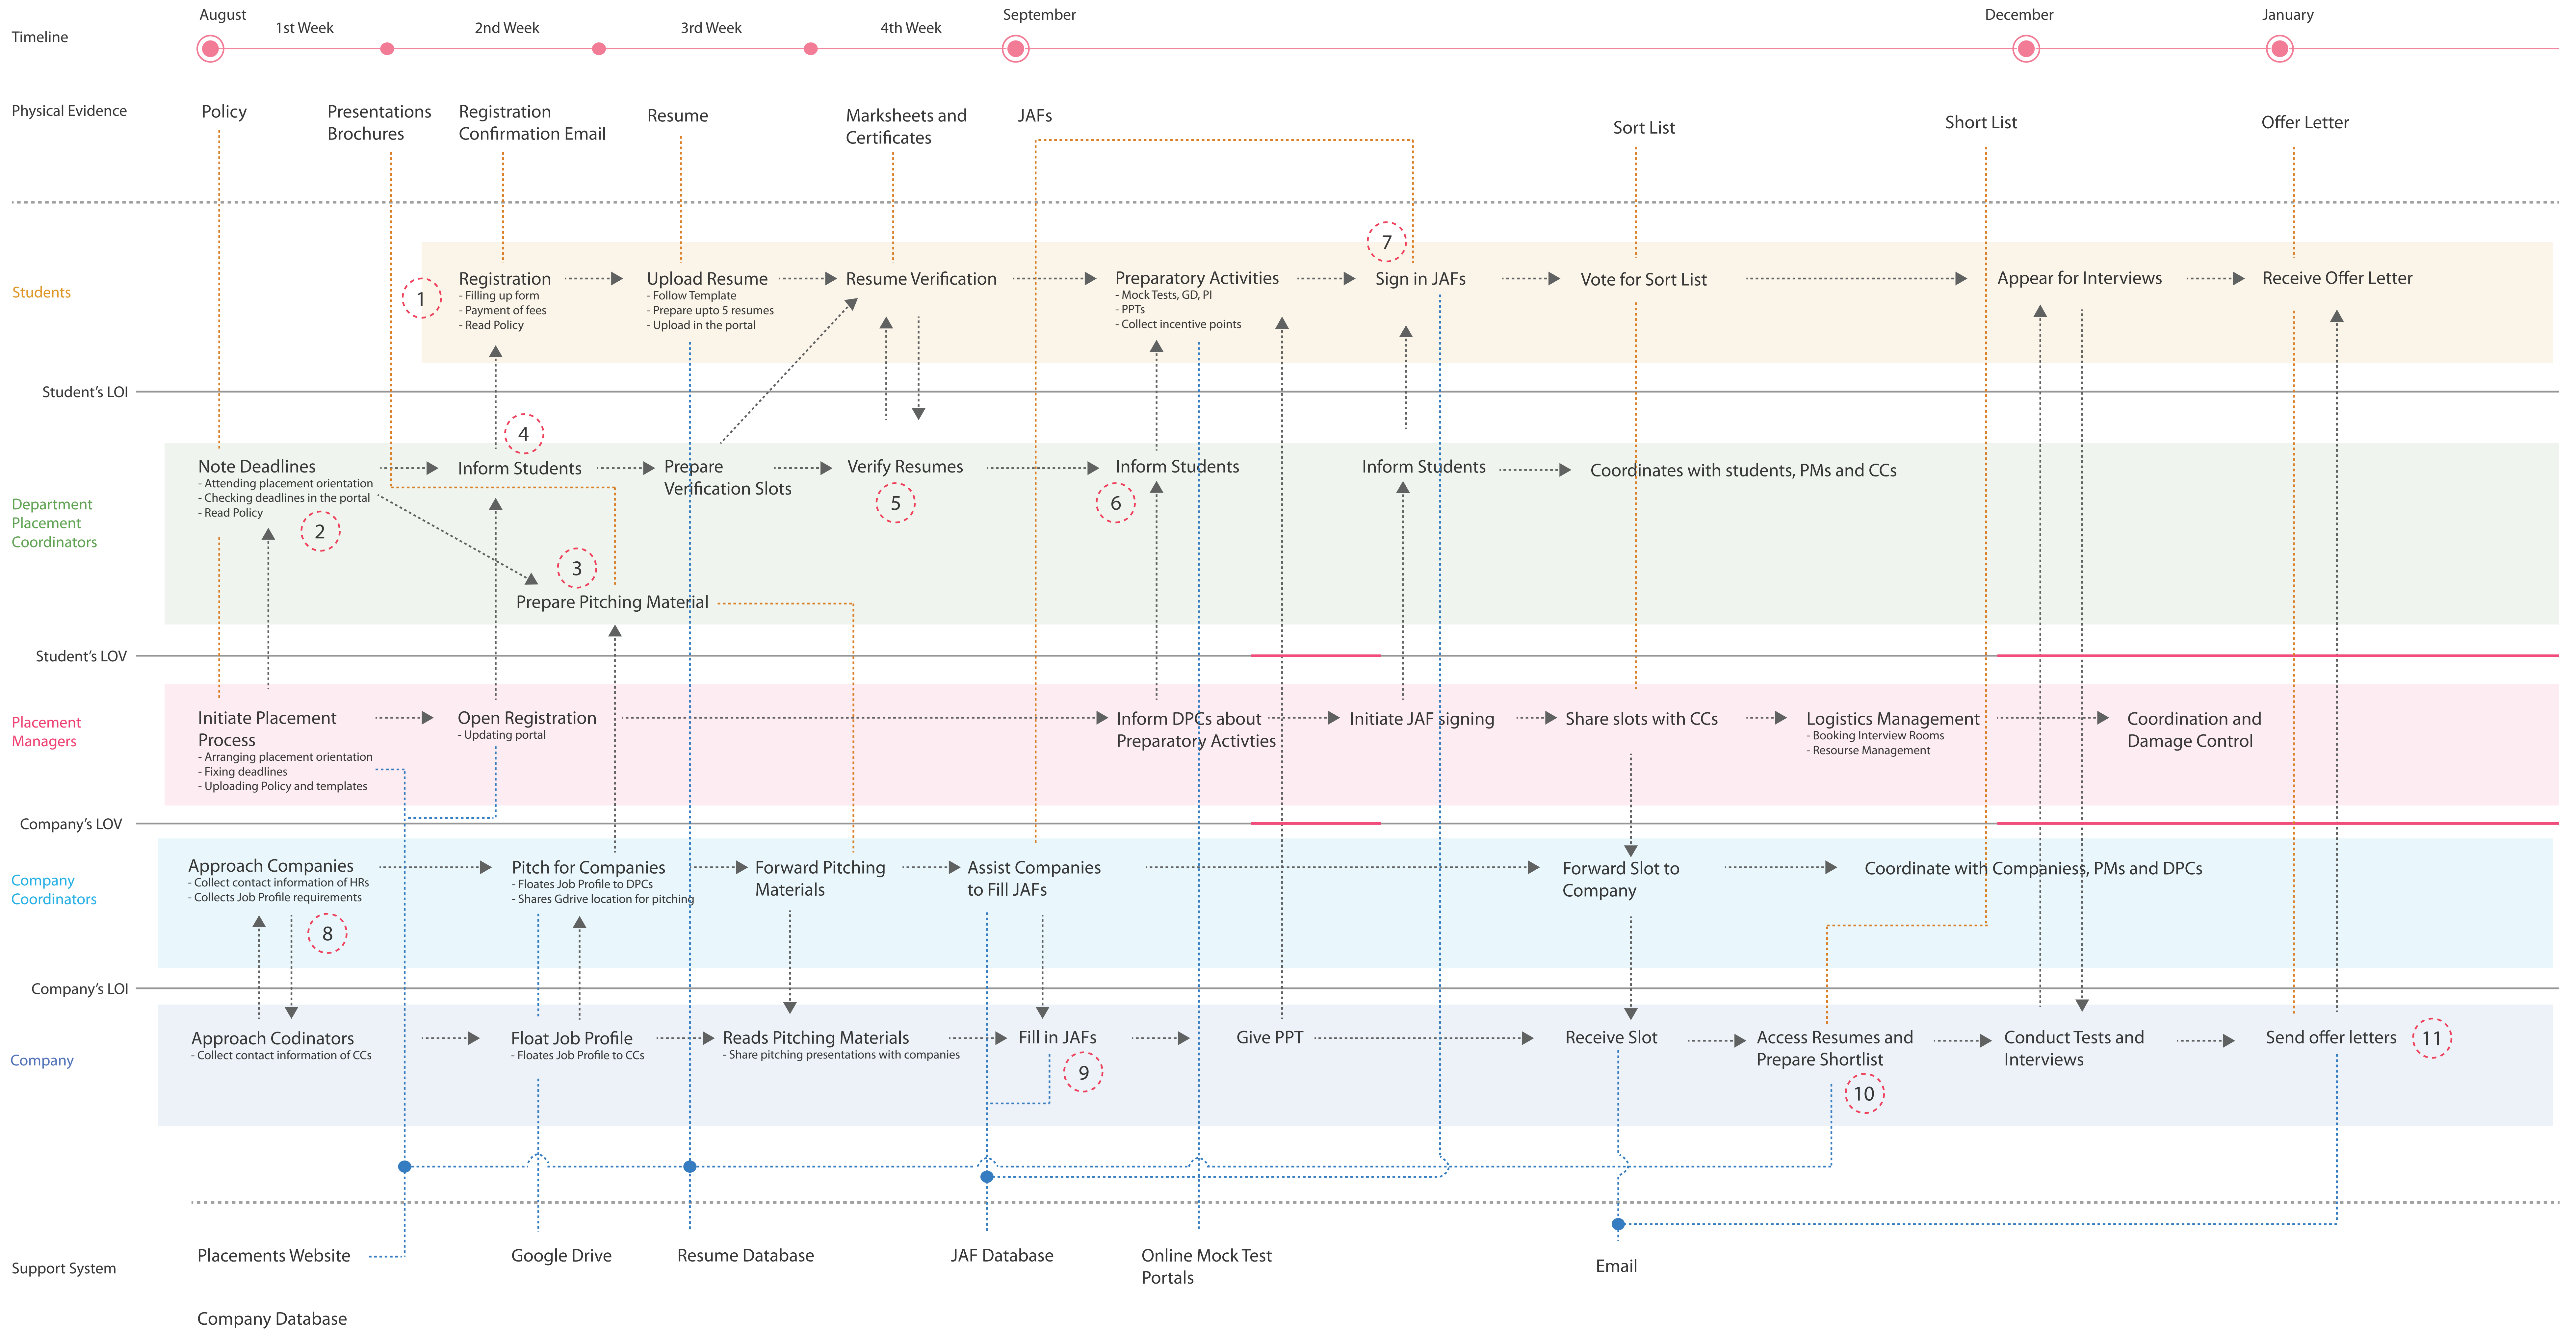 August
1st Week
2nd Week
3rd Week
4th Week
September
December
January
Timeline
Physical Evidence
Policy
Presentations
Brochures
Registration
Confirmation Email
Resume
Marksheets and
Certificates
JAFs
Sort List
Short List
Offer Letter
Students
1
Registration
- Filling up form
- Payment of fees
- Read Policy
Upload Resume
- Follow Template
- Prepare upto 5 resumes
- Upload in the portal
Resume Verification
Preparatory Activities
- Mock Tests, GD, PI
- PPTs
- Collect incentive points
7
Sign in JAFs
Vote for Sort List
Appear for Interviews
Receive Offer Letter
Student's LOI
Department
Placement
Coordinators
Note Deadlines
- Attending placement orientation
- Checking deadlines in the portal
- Read Policy
2
4
Inform Students
3
Prepare Pitching Material
Prepare
Verification Slots
Verify Resumes
5
Inform Students
6
Inform Students
Coordinates with students, PMs and CCs
Student's LOV
Placement
Managers
Initiate Placement
Process
- Arranging placement orientation
- Fixing deadlines
- Uploading Policy and templates
Open Registration
- Updating portal
Inform DPCs about
Preparatory Activties
Initiate JAF signing
Share slots with CCs
Logistics Management
- Booking Interview Rooms
- Resourse Management
Coordination and
Damage Control
Company's LOV
Company
Coordinators
Approach Companies
- Collect contact information of HRs
- Collects Job Profile requirements
8
Pitch for Companies
- Floates Job Profile to DPCs
- Shares Gdrive location for pitching
Forward Pitching
Materials
Assist Companies
to Fill JAFs
Forward Slot to
Company
Coordinate with Companiess, PMs and DPCs
Company's LOI
Company
Approach Codinators
- Collect contact information of CCs
Float Job Profile
- Floates Job Profile to CCs
Reads Pitching Materials
- Share pitching presentations with companies
Fill in JAFs
9
Give PPT
Receive Slot
Access Resumes and
Prepare Shortlist
10
Conduct Tests and
Interviews
Send offer letters
11
Support System
Placements Website
Google Drive
Resume Database
JAF Database
Online Mock Test
Portals
Email
Company Database